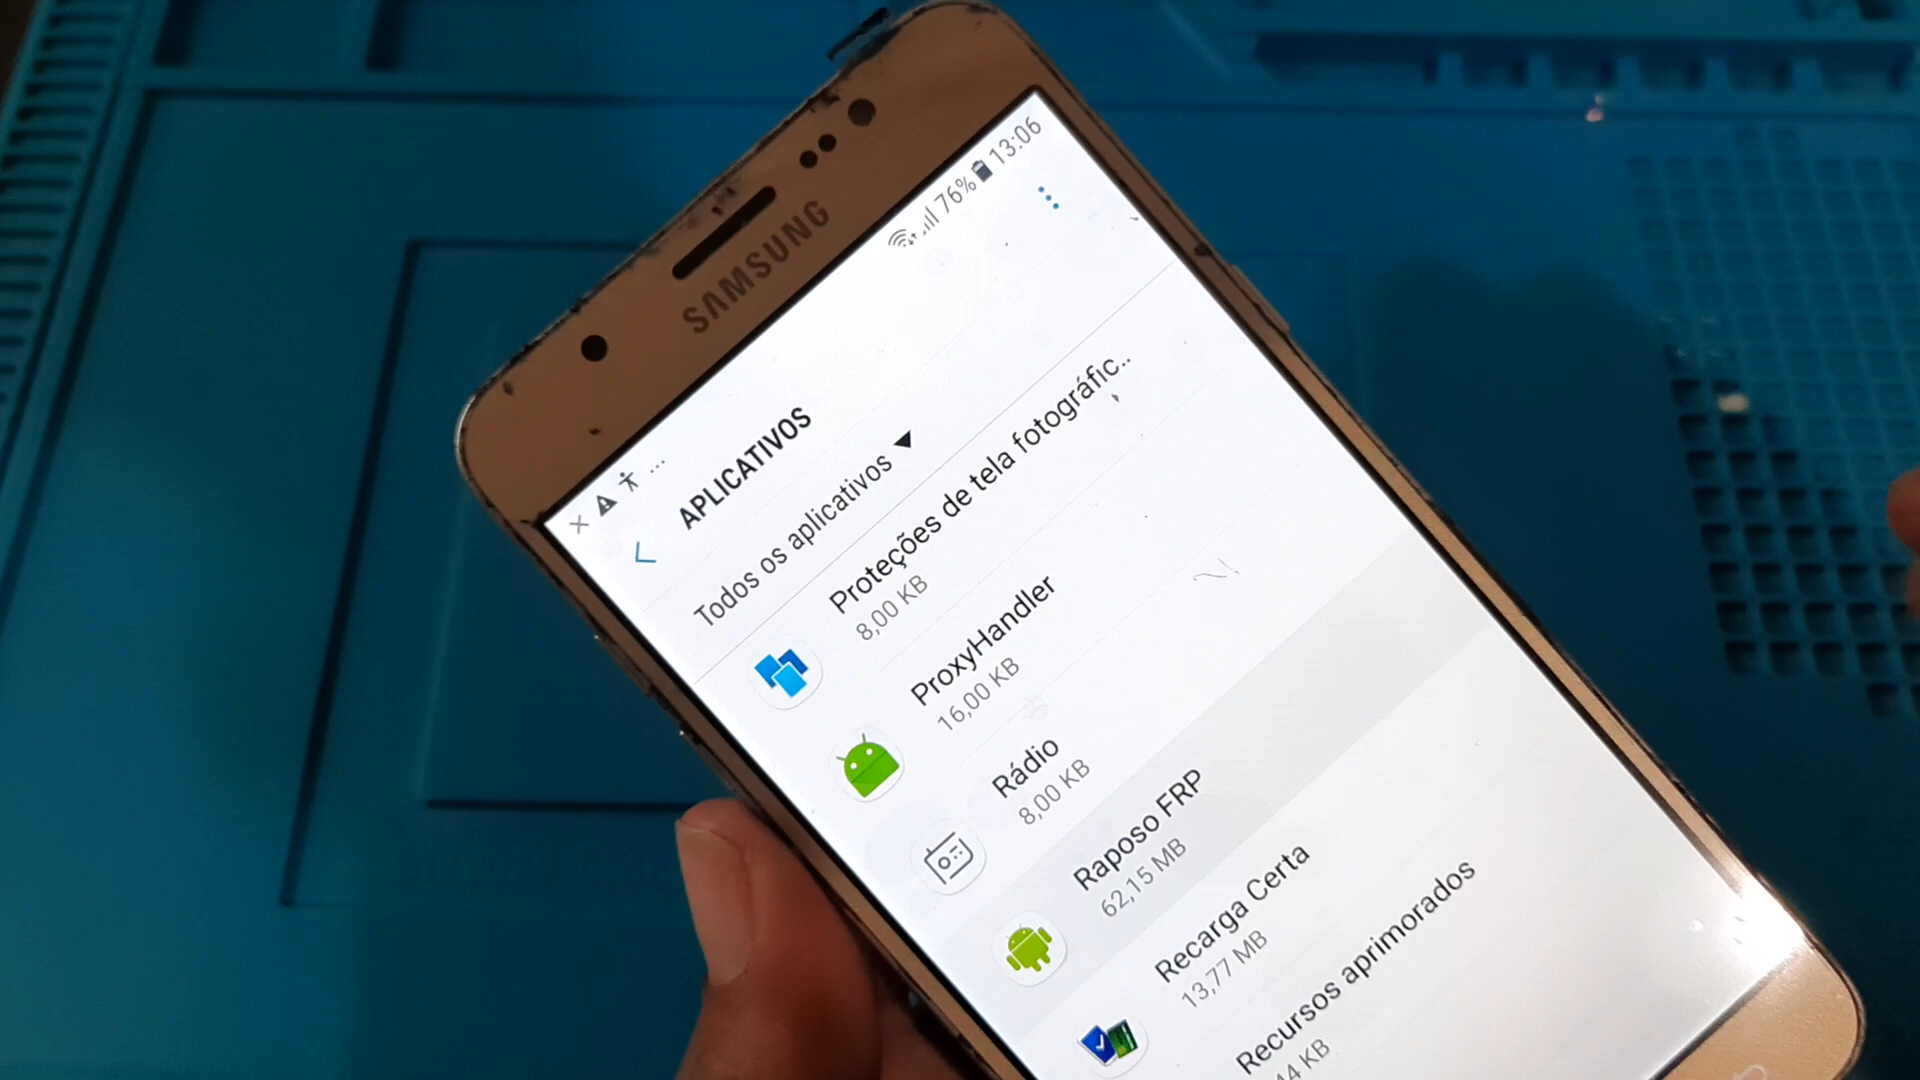 SAMSUNG
76% 13:06
APLICATIVOS
Todos os aplicativos
Proteções de tela fotográfic..
8,00 KB
ProxyHandler
16,00 KB
Rádio
8,00 KB
Raposo FRP
62,15 MB
Recarga Certa
13,77 MB
Recursos aprimorados
KB